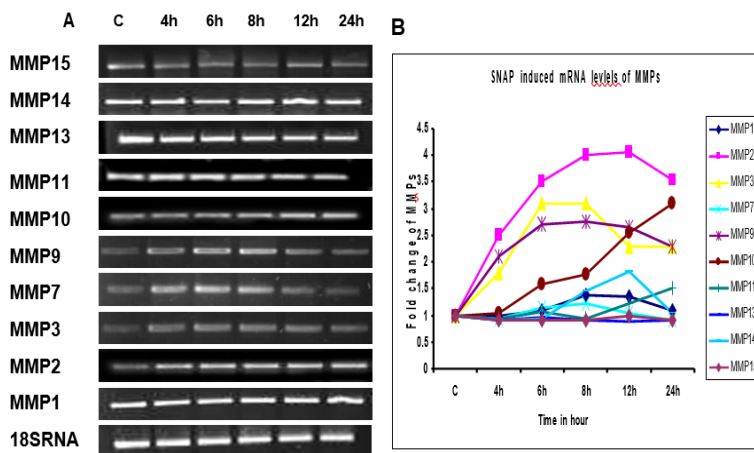 A
C 4h 6h 8h 12h 24h
MMP15
MMP14
MMP13
MMP11
MMP10
MMP9
MMP7
MMP3
MMP2
MMP1
18SRNA
B
SNAP induced mRNA levlels of MMPs
Fold change of MMPs
4.5
4
3.5
3
2.5
2
1.5
1
0.5
0
C 4h 6h 8h 12h 24h
Time in hour
MMP1
MMP2
MMP3
MMP7
MMP9
MMP10
MMP11
MMP13
MMP14